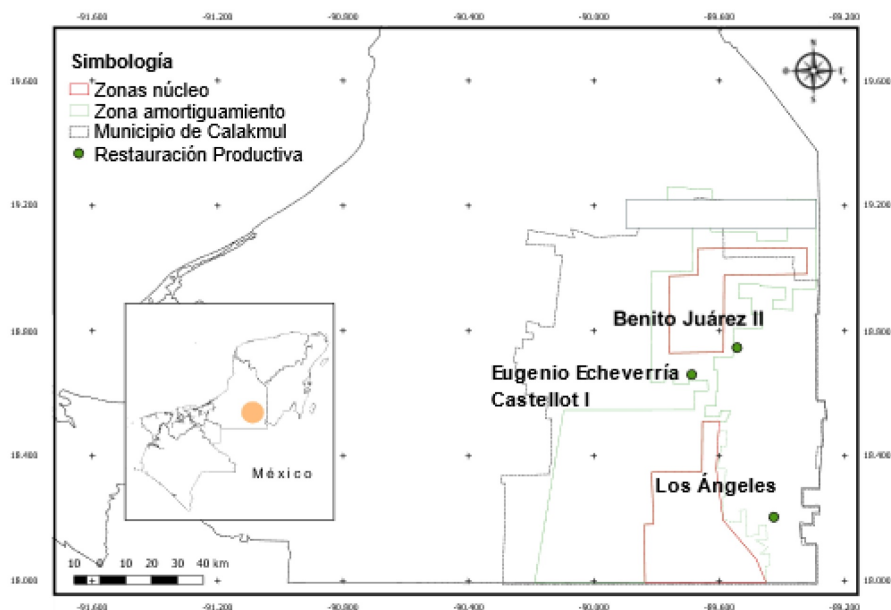 -91.600 -91.200 -90.800 -90.400 -90.000 -89.600 -89.200
Simbología
Zonas núcleo
Zona amortiguamiento
Municipio de Calakmul
Restauración Productiva
N
O E
S
19.600 19.600
19.200 19.200
18.800 18.800
Benito Juárez II
Eugenio Echeverría
Castellot I
18.400 18.400
Los Ángeles
México
10 0 10 20 30 40 km
18.000 18.000
-91.600 -91.200 -90.800 -90.400 -90.000 -89.600 -89.200